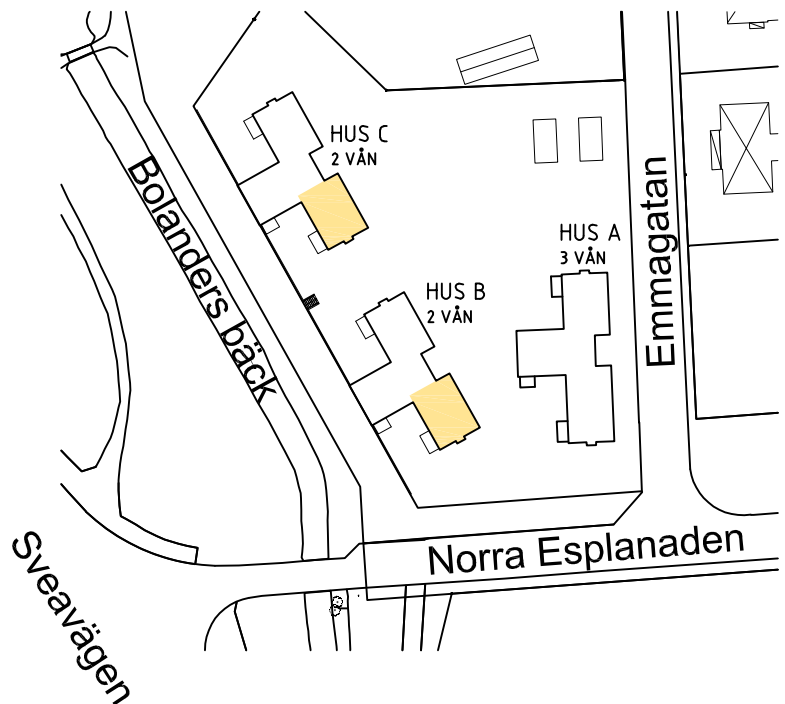 HUS C
2 VÅN
Bolanders bäck
Emmagatan
HUS A
3 VÅN
HUS B
2 VÅN
Norra Esplanaden
Sveavägen